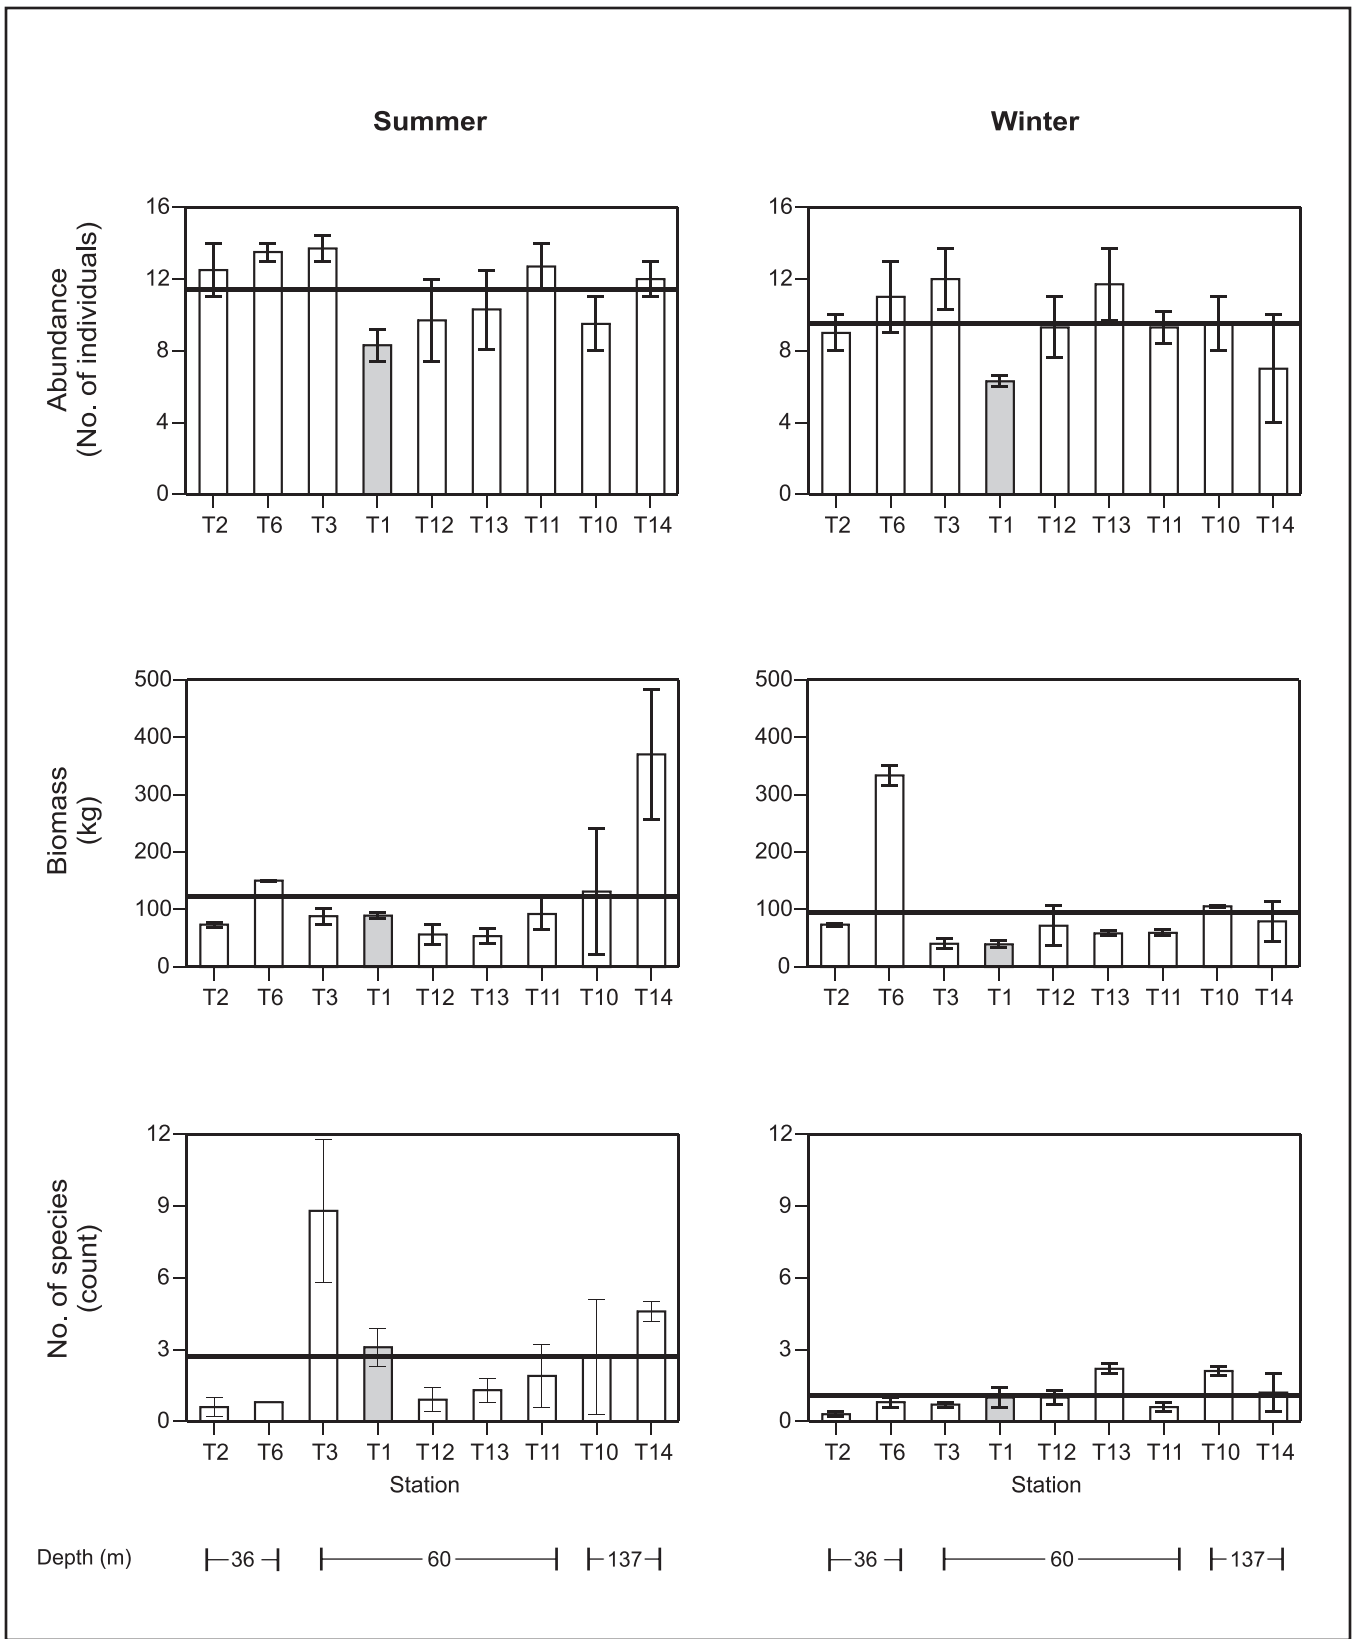 Summer
Winter
Abundance
(No. of individuals)
16
12
8
4
0
T2 T6 T3 T1 T12 T13 T11 T10 T14
16
12
8
4
0
T2 T6 T3 T1 T12 T13 T11 T10 T14
Biomass
(kg)
500
400
300
200
100
0
T2 T6 T3 T1 T12 T13 T11 T10 T14
500
400
300
200
100
0
T2 T6 T3 T1 T12 T13 T11 T10 T14
No. of species
(count)
12
9
6
3
0
T2 T6 T3 T1 T12 T13 T11 T10 T14
Station
12
9
6
3
0
T2 T6 T3 T1 T12 T13 T11 T10 T14
Station
Depth (m) 36 60 137 36 60 137